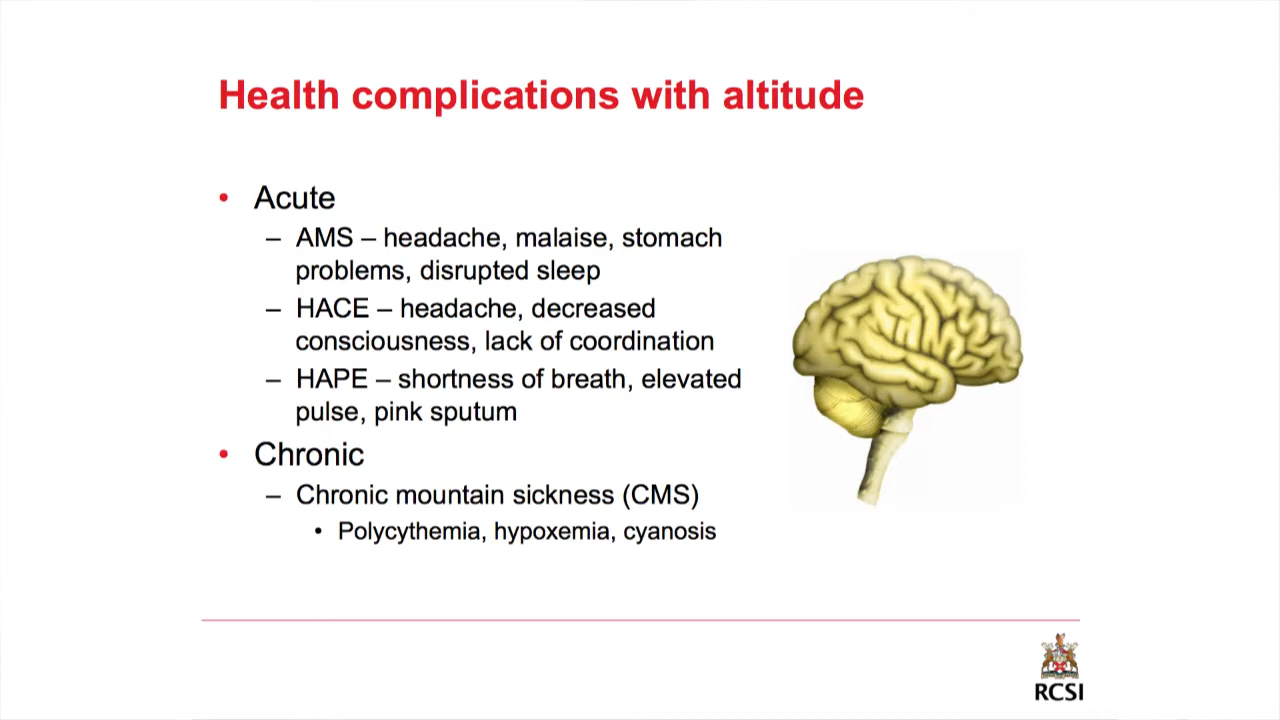 Health complications with altitude
• Acute
– AMS – headache, malaise, stomach
problems, disrupted sleep
– HACE – headache, decreased
consciousness, lack of coordination
– HAPE – shortness of breath, elevated
pulse, pink sputum
• Chronic
– Chronic mountain sickness (CMS)
• Polycythemia, hypoxemia, cyanosis
RCSI